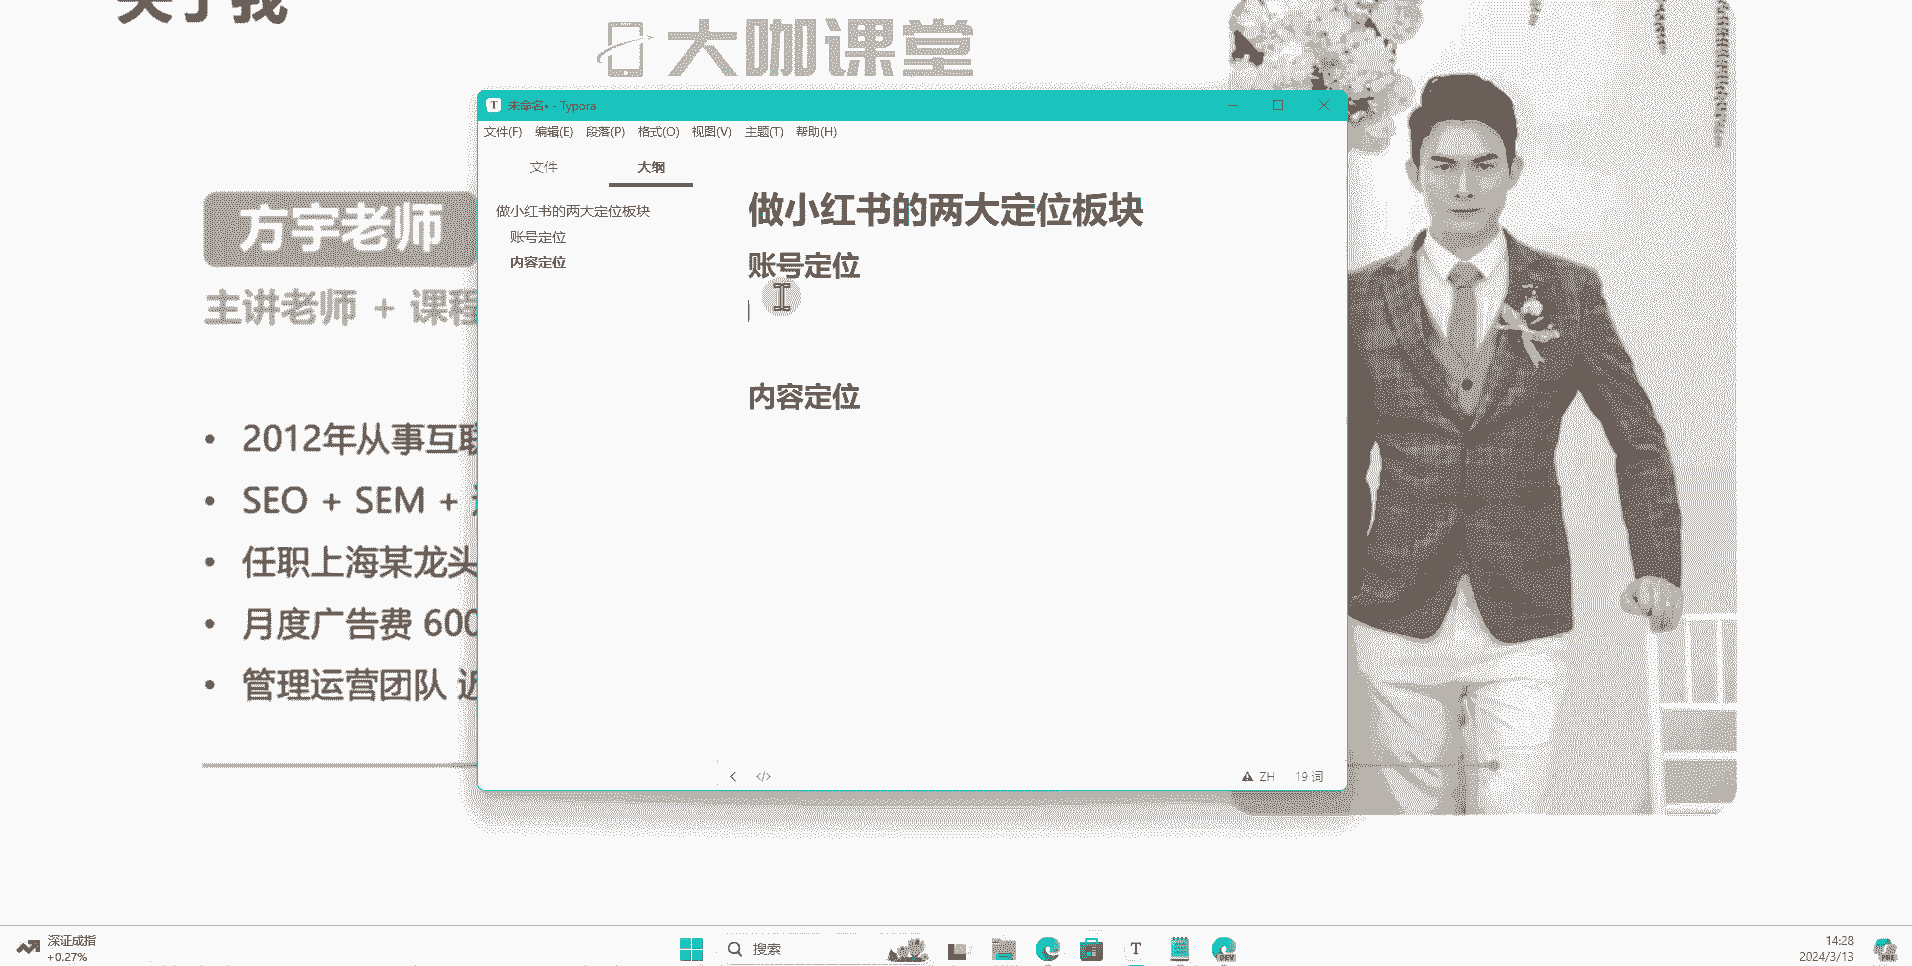 关于我
大咖课堂
方宇老师
主讲老师 + 课程
2012年从事互联
SEO + SEM +
任职上海某龙头
月度广告费 600
管理运营团队 近
T 未命名• - Typora
文件(F) 编辑(E) 段落(P) 格式(O) 视图(V) 主题(T) 帮助(H)
文件 大纲
做小红书的两大定位板块
账号定位
内容定位
做小红书的两大定位板块
账号定位
内容定位
</> ZH 19 词
深证成指
+0.27%
搜索
T
DEV
14:28
2024/3/13
PRE